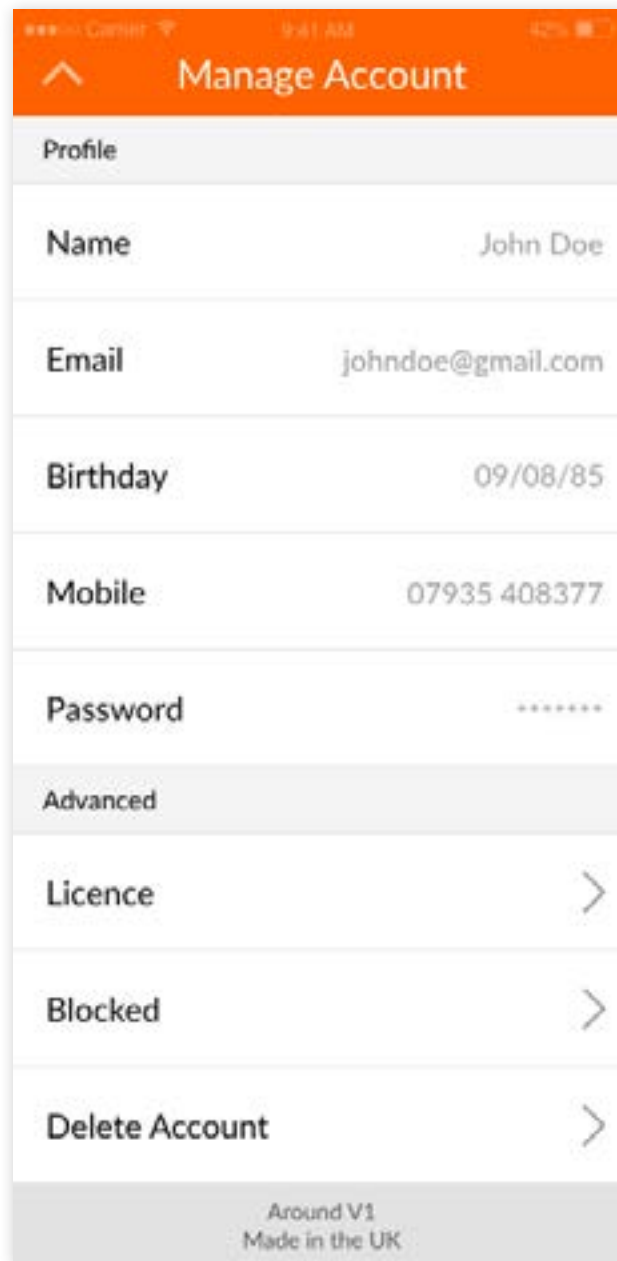 Carrier 9:41 AM 42%
Manage Account
Profile
Name John Doe
Email johndoe@gmail.com
Birthday 09/08/85
Mobile 07935 408377
Password •••••••
Advanced
Licence
Blocked
Delete Account
Around V1
Made in the UK